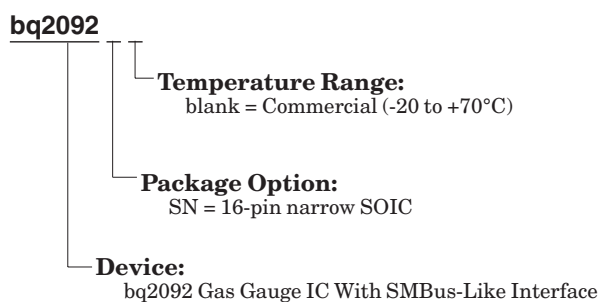 bq2092
Temperature Range:
blank = Commercial (-20 to +70°C)
Package Option:
SN = 16-pin narrow SOIC
Device:
bq2092 Gas Gauge IC With SMBus-Like Interface